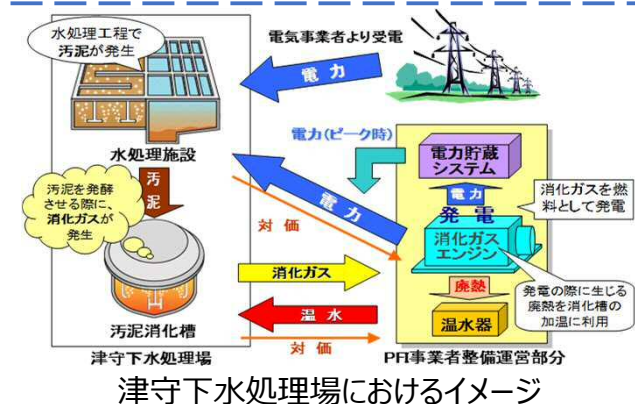 水処理工程で
汚泥が発生
電気事業者より受電
電力
水処理施設
電力(ピーク時)
電力貯蔵
システム
汚泥を発酵
させる際に、
消化ガスが
発生
汚泥
電力
対価
電力
発電
消化ガスを燃
料として発電
消化ガス
エンジン
消化ガス
廃熱
発電の際に生じる
廃熱を消化槽の
加温に利用
温水
温水器
汚泥消化槽
対価
津守下水処理場
PFI事業者整備運営部分
津守下水処理場におけるイメージ